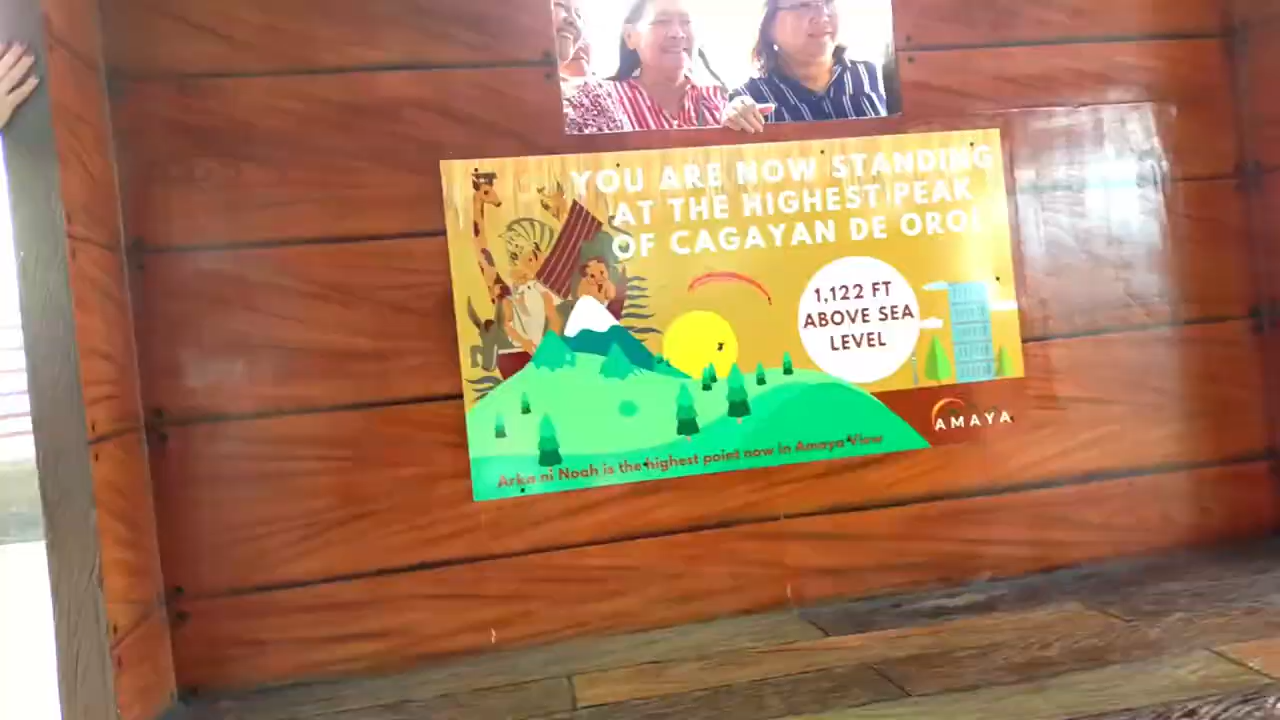 YOU ARE NOW STANDING
AT THE HIGHEST PEAK
OF CAGAYAN DE ORO!
1,122 FT
ABOVE SEA
LEVEL
AMAYA
Arka ni Noah is the highest point now in Amaya View